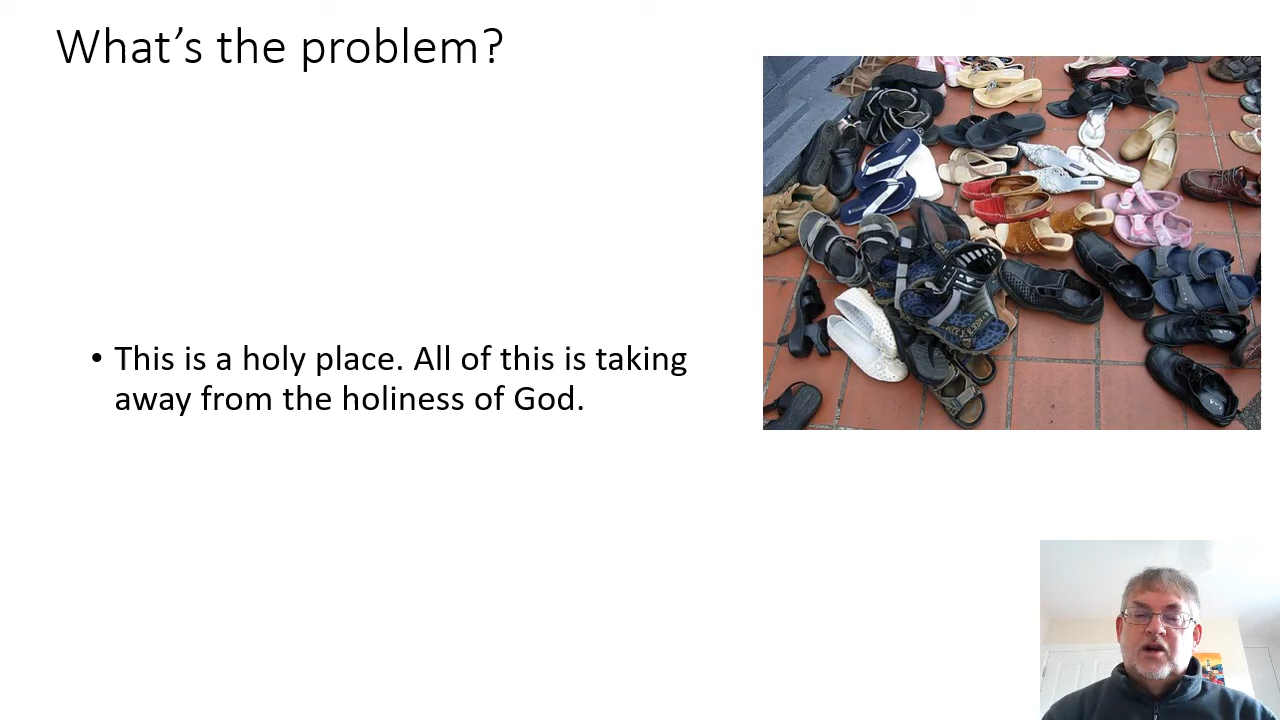 What’s the problem?
• This is a holy place. All of this is taking
away from the holiness of God.